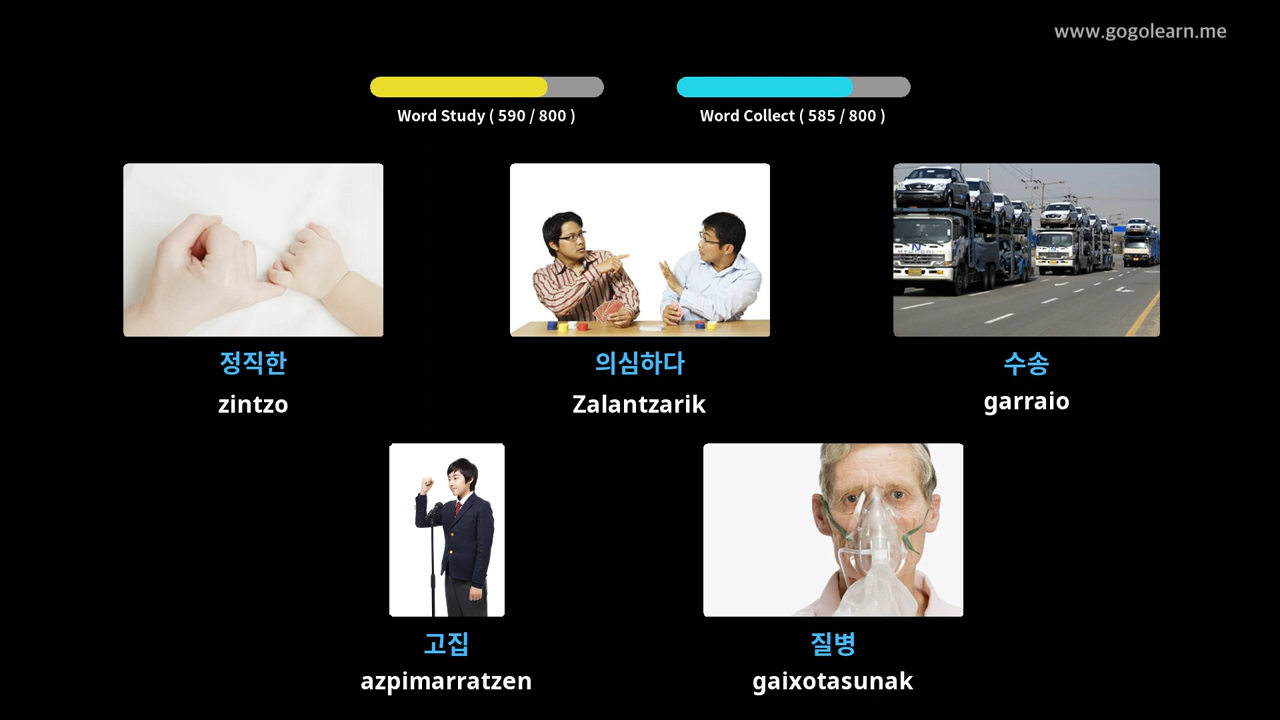 www.gogolearn.me
Word Study ( 590 / 800 )
Word Collect ( 585 / 800 )
정직한
zintzo
의심하다
Zalantzarik
수송
garraio
고집
azpimarratzen
질병
gaixotasunak